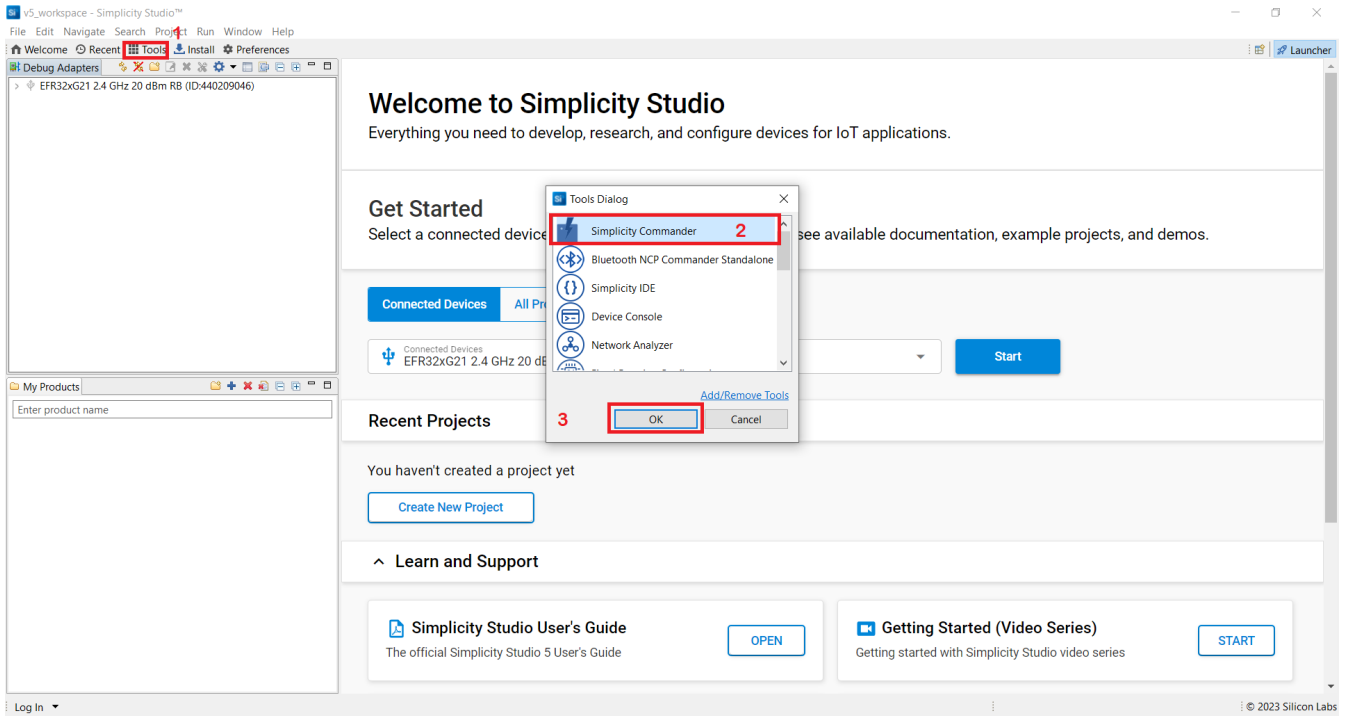 v5_workspace - Simplicity Studio™
File Edit Navigate Search Project Run Window Help
1
Welcome Recent Tools Install Preferences
Launcher
Debug Adapters
EFR32xG21 2.4 GHz 20 dBm RB (ID:440209046)
Welcome to Simplicity Studio
Everything you need to develop, research, and configure devices for IoT applications.
Get Started
Select a connected device
see available documentation, example projects, and demos.
Tools Dialog
Simplicity Commander 2
Bluetooth NCP Commander Standalone
Simplicity IDE
Device Console
Network Analyzer
Add/Remove Tools
3 OK Cancel
Connected Devices All
Connected Devices
EFR32xG21 2.4 GHz 20
Start
My Products
Enter product name
Recent Projects
You haven't created a project yet
Create New Project
Learn and Support
Simplicity Studio User's Guide
The official Simplicity Studio 5 User's Guide
OPEN
Getting Started (Video Series)
Getting started with Simplicity Studio video series
START
Log In
© 2023 Silicon Labs